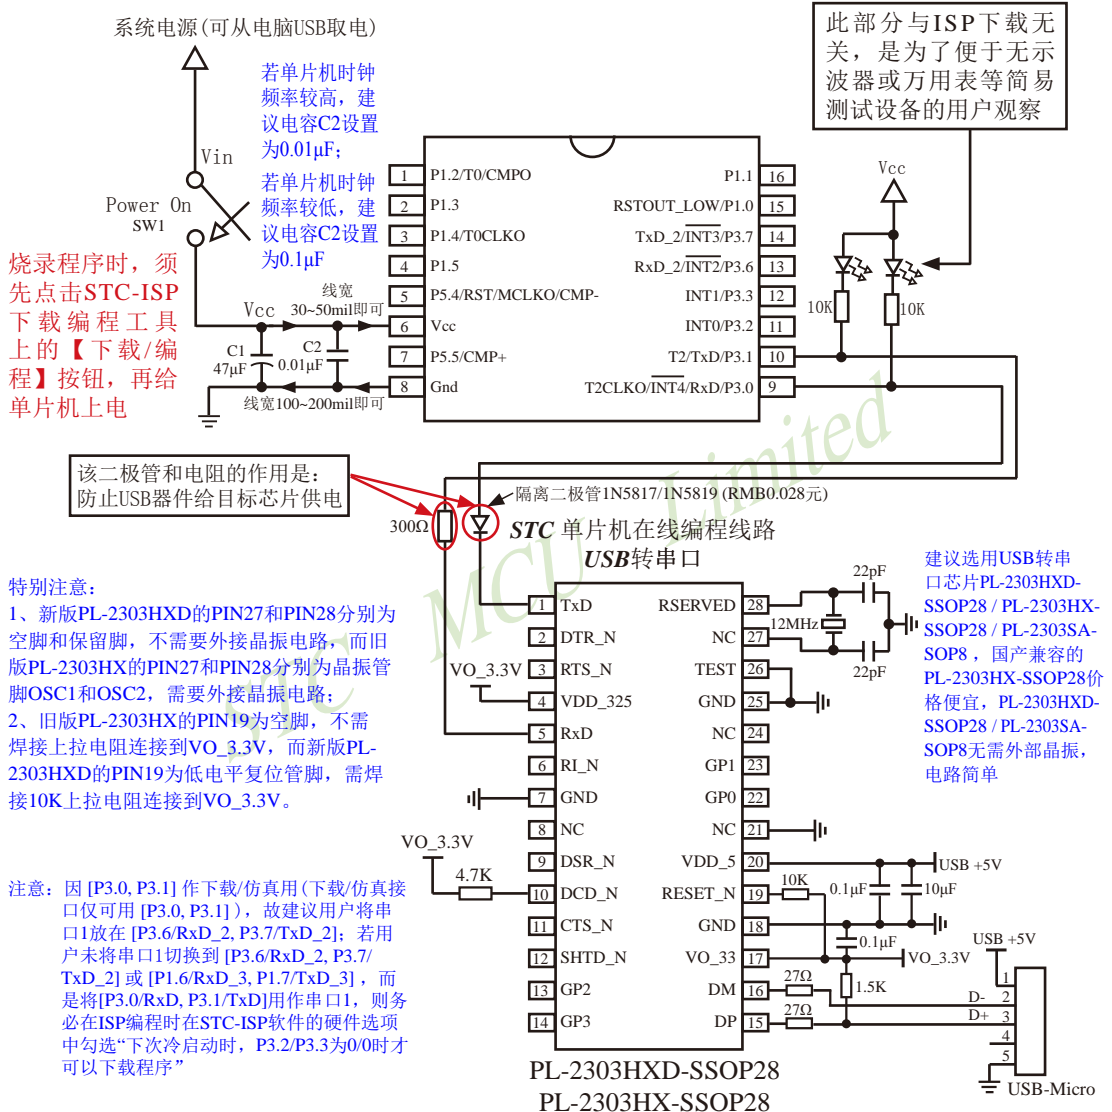 系统电源(可从电脑USB取电)
此部分与ISP下载无
关，是为了便于无示
波器或万用表等简易
测试设备的用户观察
若单片机时钟
频率较高，建
议电容C2设置
为0.01μF；
若单片机时钟
频率较低，建
议电容C2设置
为0.1μF
Vin
Power On
SW1
烧录程序时，须
先点击STC-ISP
下载编程工具
上的【下载/编
程】按钮，再给
单片机上电
线宽
30~50mil即可
Vcc
C1
47μF
C2
0.01μF
线宽100~200mil即可
1 P1.2/T0/CMPO
2 P1.3
3 P1.4/T0CLKO
4 P1.5
5 P5.4/RST/MCLKO/CMP-
6 Vcc
7 P5.5/CMP+
8 Gnd
P1.1 16
RSTOUT_LOW/P1.0 15
TxD_2/INT3/P3.7 14
RxD_2/INT2/P3.6 13
INT1/P3.3 12
INT0/P3.2 11
T2/TxD/P3.1 10
T2CLKO/INT4/RxD/P3.0 9
Vcc
10K
10K
该二极管和电阻的作用是：
防止USB器件给目标芯片供电
300Ω
隔离二极管1N5817/1N5819 (RMB0.028元)
STC 单片机在线编程线路
USB转串口
特别注意：
1、新版PL-2303HXD的PIN27和PIN28分别为
空脚和保留脚，不需要外接晶振电路，而旧
版PL-2303HX的PIN27和PIN28分别为晶振管
脚OSC1和OSC2，需要外接晶振电路；
2、旧版PL-2303HX的PIN19为空脚，不需
焊接上拉电阻连接到VO_3.3V，而新版PL-
2303HXD的PIN19为低电平复位管脚，需焊
接10K上拉电阻连接到VO_3.3V。
注意：因 [P3.0, P3.1] 作下载/仿真用(下载/仿真接
口仅可用 [P3.0, P3.1] )，故建议用户将串
口1放在 [P3.6/RxD_2, P3.7/TxD_2]；若用
户未将串口1切换到 [P3.6/RxD_2, P3.7/
TxD_2] 或 [P1.6/RxD_3, P1.7/TxD_3] ，而
是将[P3.0/RxD, P3.1/TxD]用作串口1，则务
必在ISP编程时在STC-ISP软件的硬件选项
中勾选“下次冷启动时，P3.2/P3.3为0/0时才
可以下载程序”
VO_3.3V
VO_3.3V
4.7K
1 TxD
2 DTR_N
3 RTS_N
4 VDD_325
5 RxD
6 RI_N
7 GND
8 NC
9 DSR_N
10 DCD_N
11 CTS_N
12 SHTD_N
13 GP2
14 GP3
RSERVED 28
NC 27
TEST 26
GND 25
NC 24
GP1 23
GP0 22
NC 21
VDD_5 20
RESET_N 19
GND 18
VO_33 17
DM 16
DP 15
22pF
12MHz
22pF
建议选用USB转串
口芯片PL-2303HXD-
SSOP28 / PL-2303HX-
SSOP28 / PL-2303SA-
SOP8 ，国产兼容的
PL-2303HX-SSOP28价
格便宜，PL-2303HXD-
SSOP28 / PL-2303SA-
SOP8无需外部晶振，
电路简单
USB +5V
10K
0.1μF
10μF
0.1μF
VO_3.3V
27Ω
27Ω
1.5K
USB +5V
D-
D+
1
2
3
4
5
USB-Micro
PL-2303HXD-SSOP28
PL-2303HX-SSOP28
STC MCU Limited